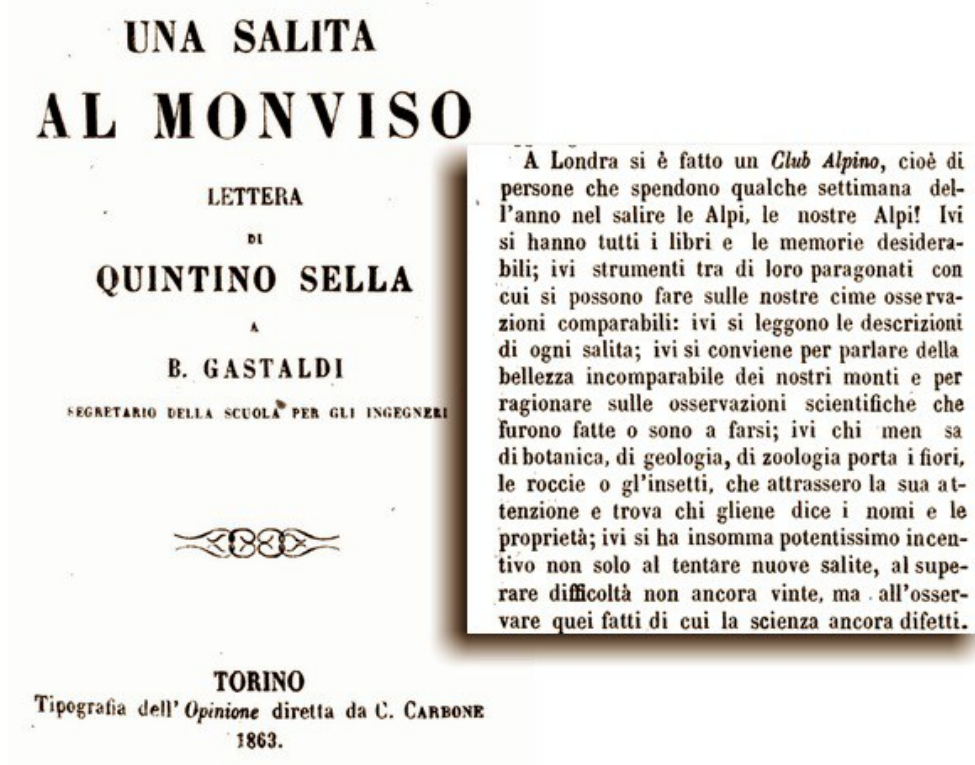 UNA SALITA
AL MONVISO
LETTERA
DI
QUINTINO SELLA
A
B. GASTALDI
SEGRETARIO DELLA SCUOLA PER GLI INGEGNERI
TORINO
Tipografia dell' Opinione diretta da C. CARBONE
1863.
A Londra si è fatto un Club Alpino, cioè di
persone che spendono qualche settimana del-
l'anno nel salire le Alpi, le nostre Alpi! Ivi
si hanno tutti i libri e le memorie desidera-
bili; ivi strumenti tra di loro paragonati con
cui si possono fare sulle nostre cime osserva-
zioni comparabili: ivi si leggono le descrizioni
di ogni salita; ivi si conviene per parlare della
bellezza incomparabile dei nostri monti e per
ragionare sulle osservazioni scientifiche che
furono fatte o sono a farsi; ivi chi men sa
di botanica, di geologia, di zoologia porta i fiori,
le roccie o gl'insetti, che attrassero la sua at-
tenzione e trova chi gliene dice i nomi e le
proprietà; ivi si ha insomma potentissimo incen-
tivo non solo al tentare nuove salite, al supe-
rare difficoltà non ancora vinte, ma all'osser-
vare quei fatti di cui la scienza ancora difetti.